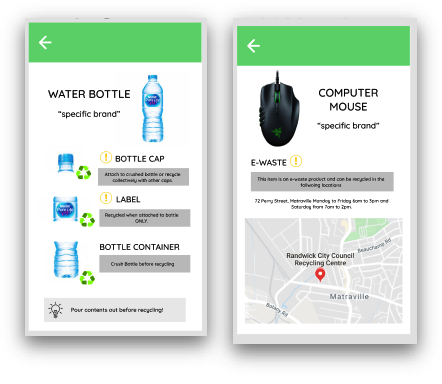 WATER BOTTLE
“specific brand”
BOTTLE CAP
Attach to crushed bottle or recycle
collectively with other caps.
LABEL
Recycled when attached to bottle
ONLY.
BOTTLE CONTAINER
Crush Bottle before recycling
Pour contents out before recycling!
COMPUTER
MOUSE
“specific brand”
E-WASTE
This item is an e-waste product and can be recycled in the
following locations
72 Perry Street, Matraville Monday to Friday 6am to 3pm and
Saturday from 7am to 2pm.
Beauchamp Rd
Randwick City Council
Recycling Centre
Matraville
Botany Rd